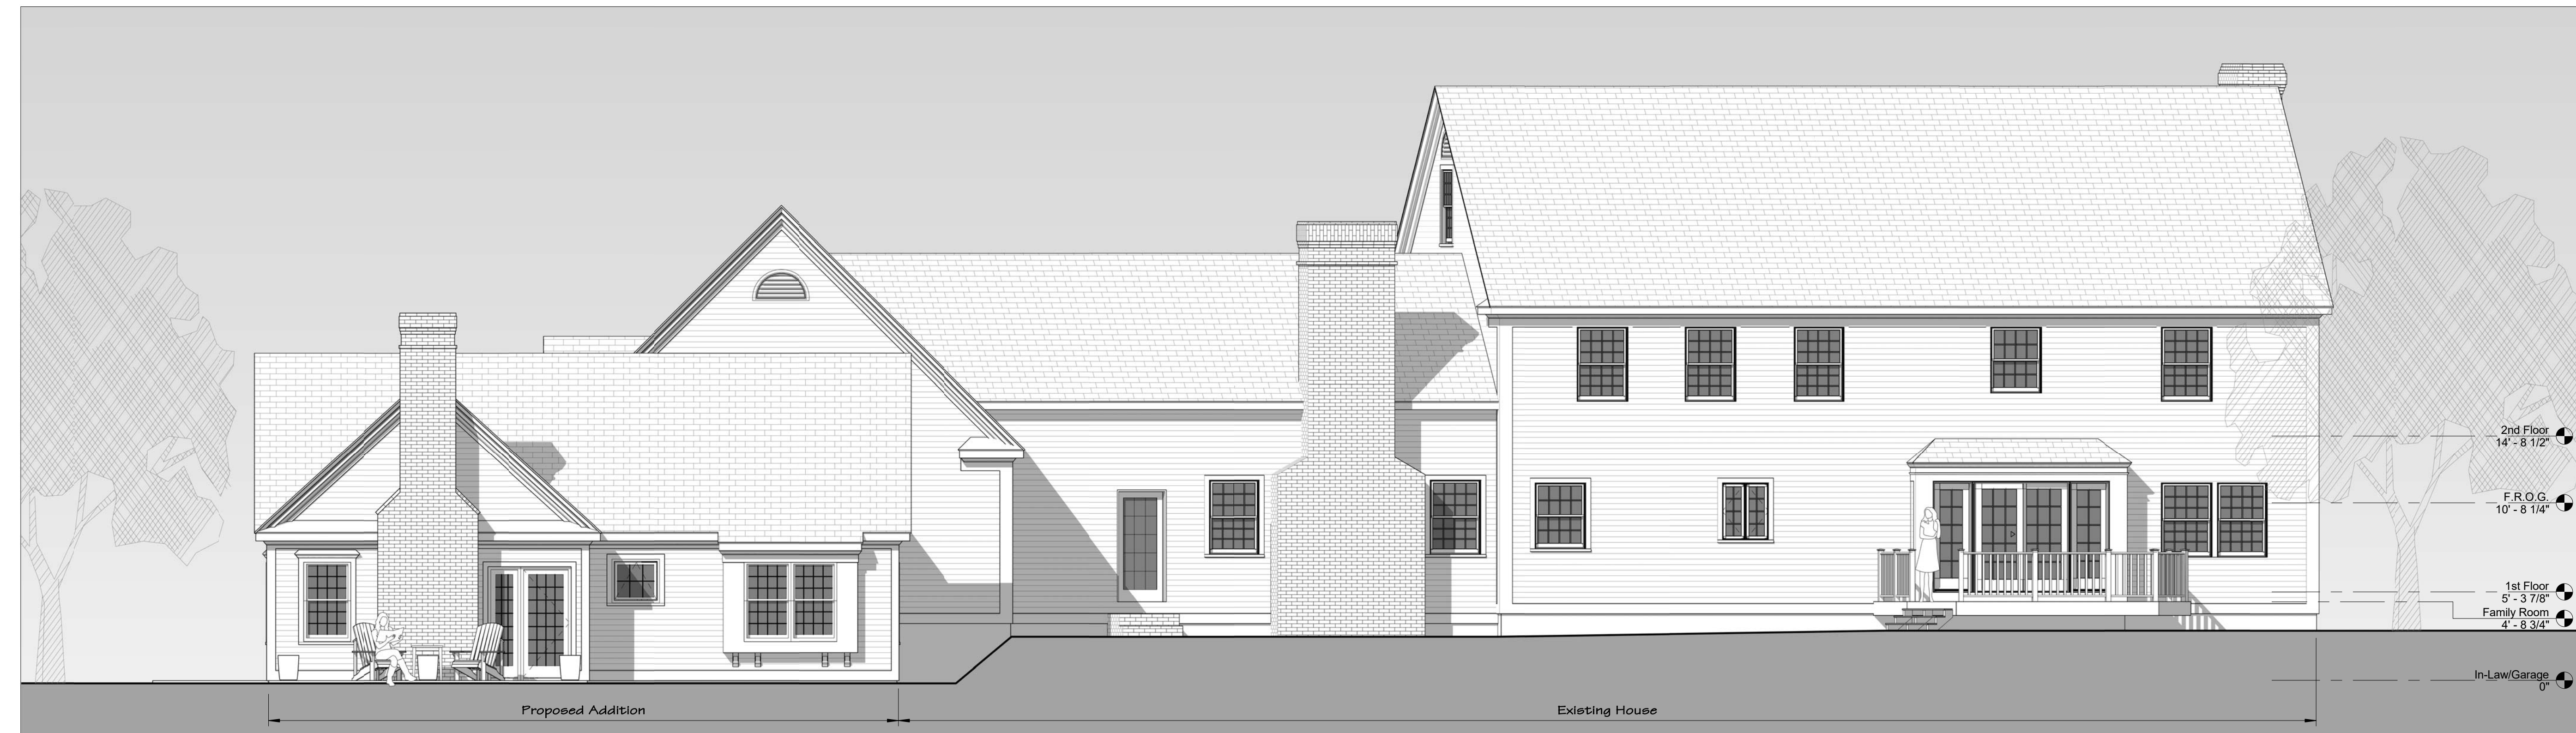 2nd Floor
14' - 8 1/2"
F.R.O.G.
10' - 8 1/4"
1st Floor
5' - 3 7/8"
Family Room
4' - 8 3/4"
In-Law/Garage
0"
Proposed Addition
Existing House